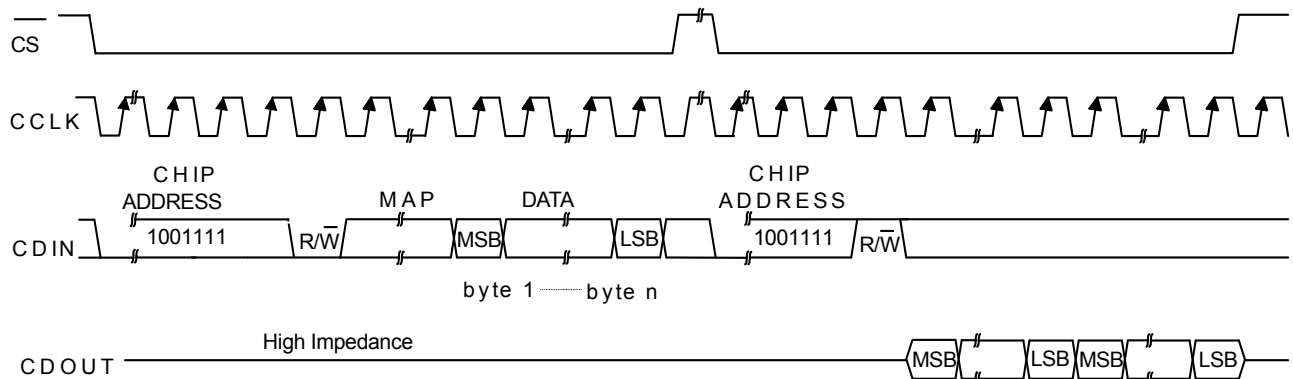 CS
CCLK
CHIP ADDRESS
MAP
DATA
CHIP ADDRESS
CDIN
1001111
R/W
MSB
LSB
1001111
R/W
byte 1
byte n
High Impedance
CDOUT
MSB
LSB
MSB
LSB